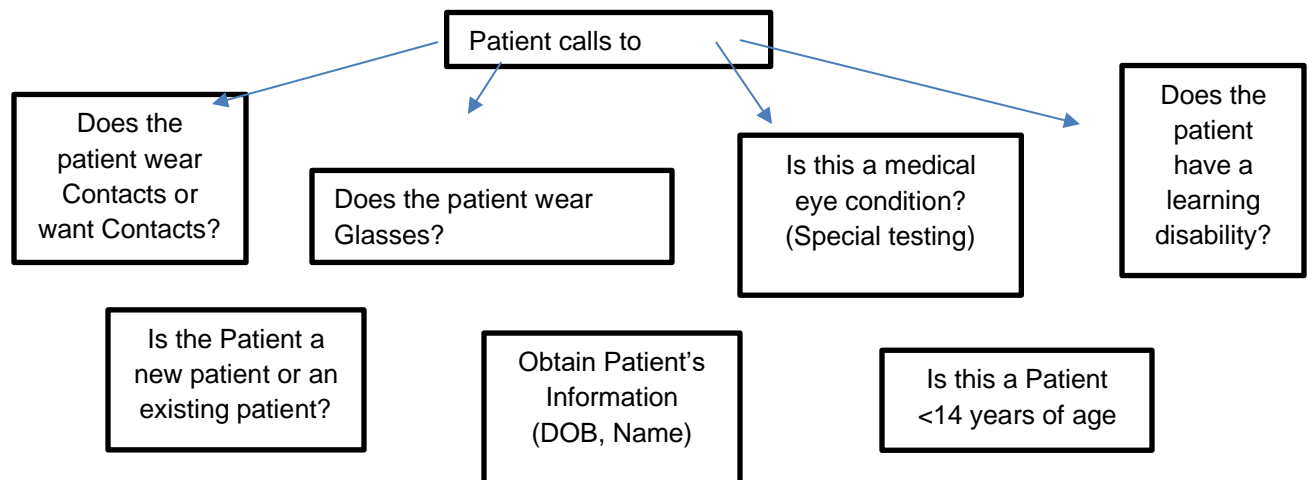 Patient calls to
Does the
patient wear
Contacts or
want Contacts?
Does the patient wear
Glasses?
Is this a medical
eye condition?
(Special testing)
Does the
patient
have a
learning
disability?
Is the Patient a
new patient or an
existing patient?
Obtain Patient’s
Information
(DOB, Name)
Is this a Patient
<14 years of age